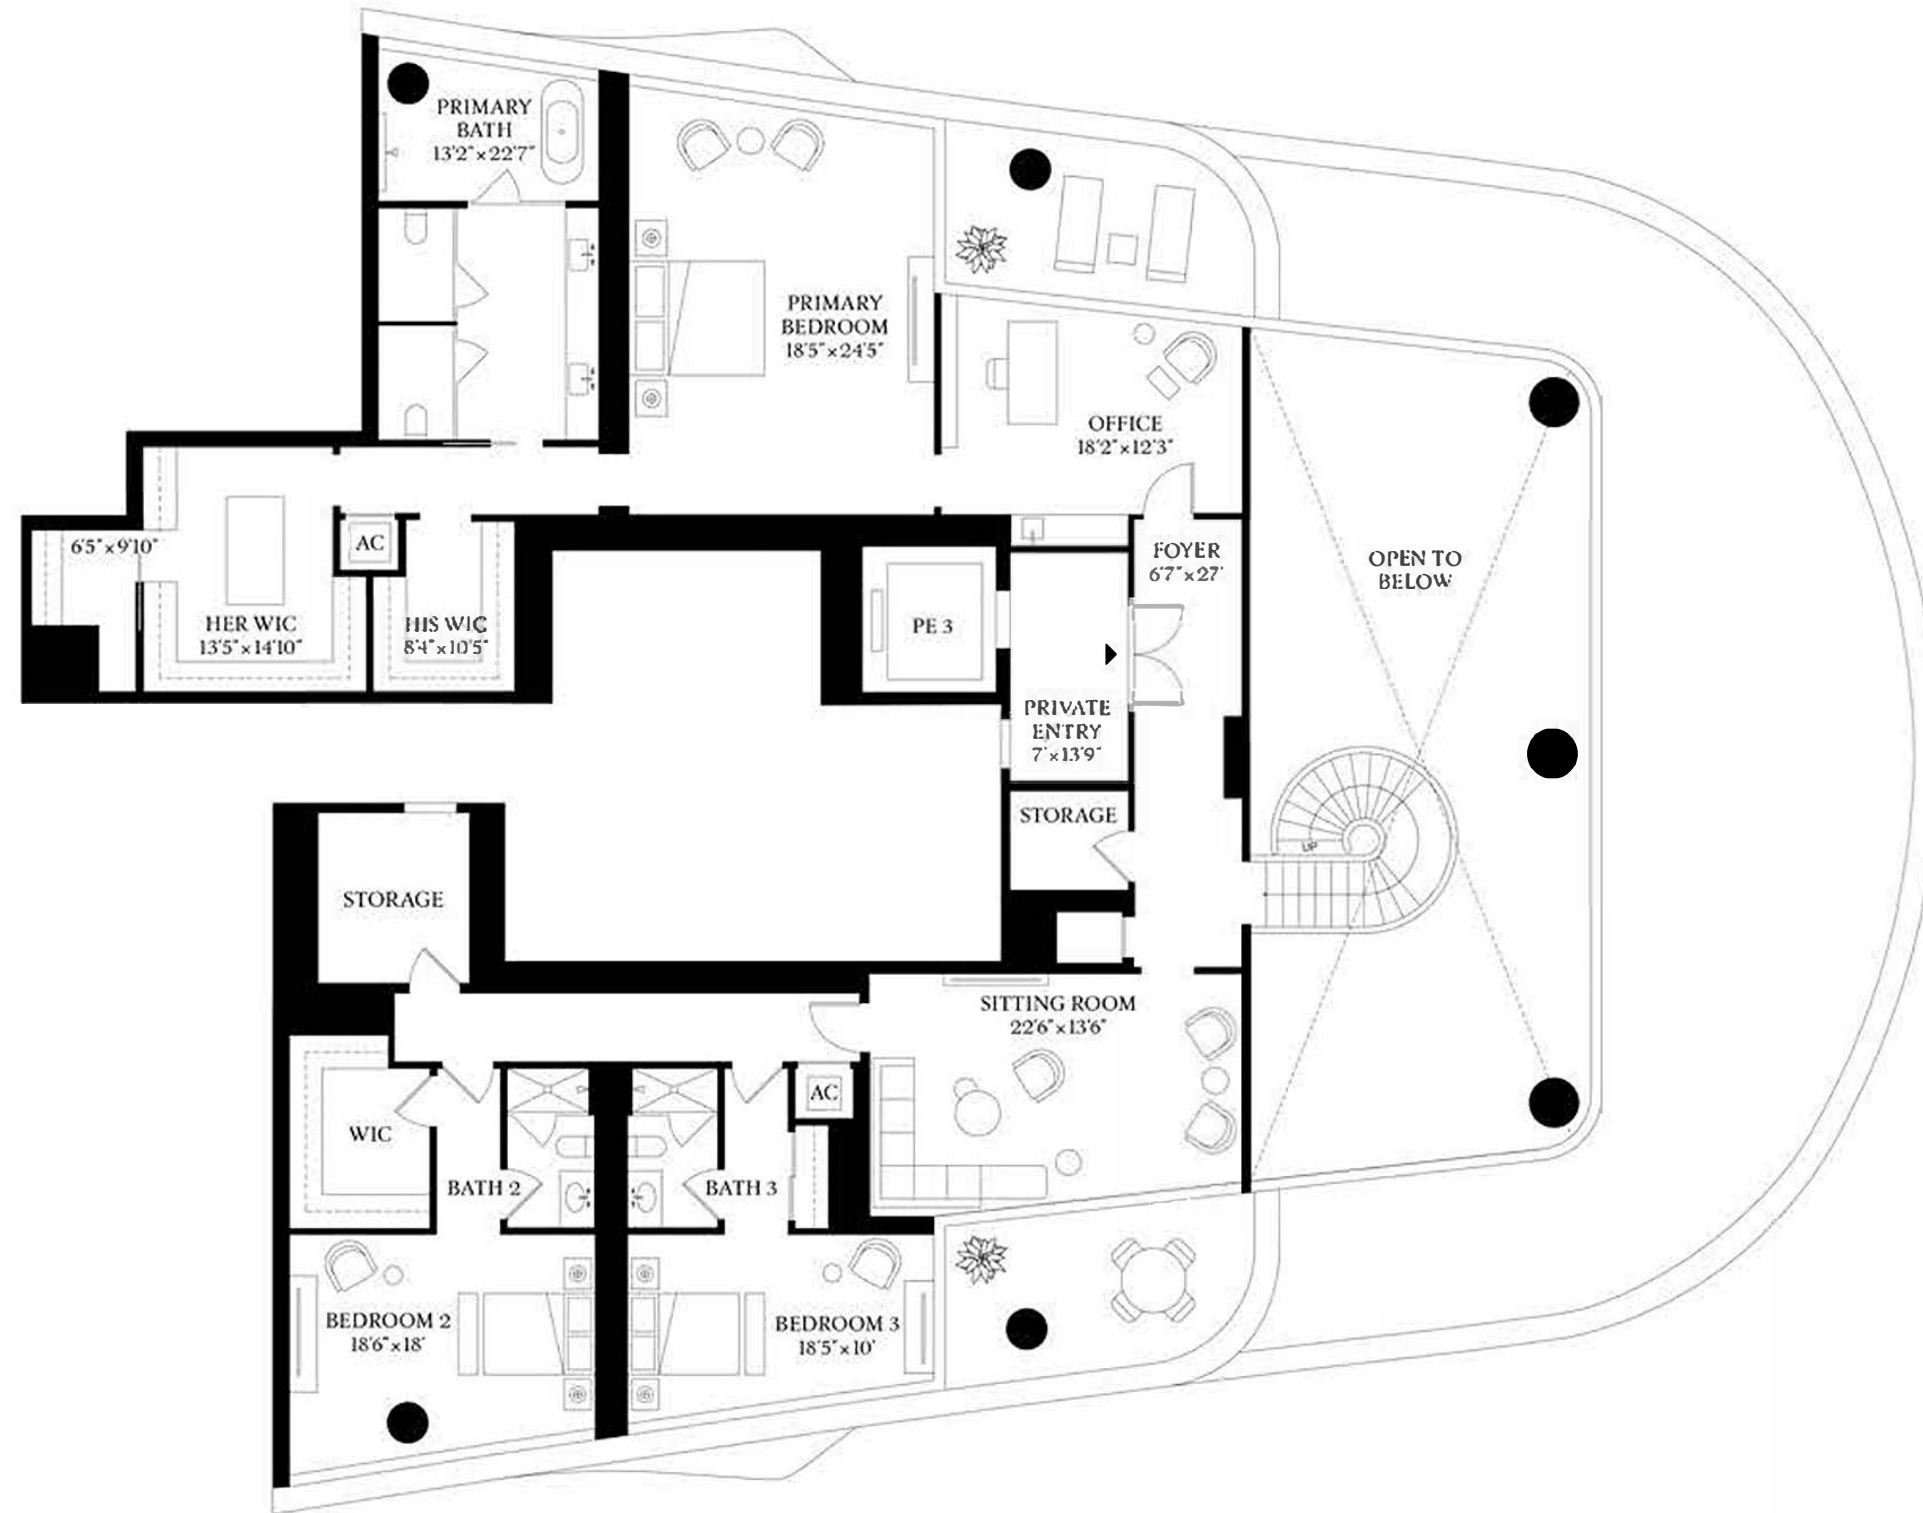 PRIMARY
BATH
13'2" × 22'7"
PRIMARY
BEDROOM
18'5" × 24'5"
OFFICE
18'2" × 12'3"
6'5" × 9'10"
AC
HER WIC
13'5" × 14'10"
HIS WIC
8'4" × 10'5"
PE 3
FOYER
6'7" × 27'
OPEN TO
BELOW
PRIVATE
ENTRY
7' × 13'9"
STORAGE
UP
STORAGE
SITTING ROOM
22'6" × 13'6"
AC
WIC
BATH 2
BATH 3
BEDROOM 2
18'6" × 18'
BEDROOM 3
18'5" × 10'